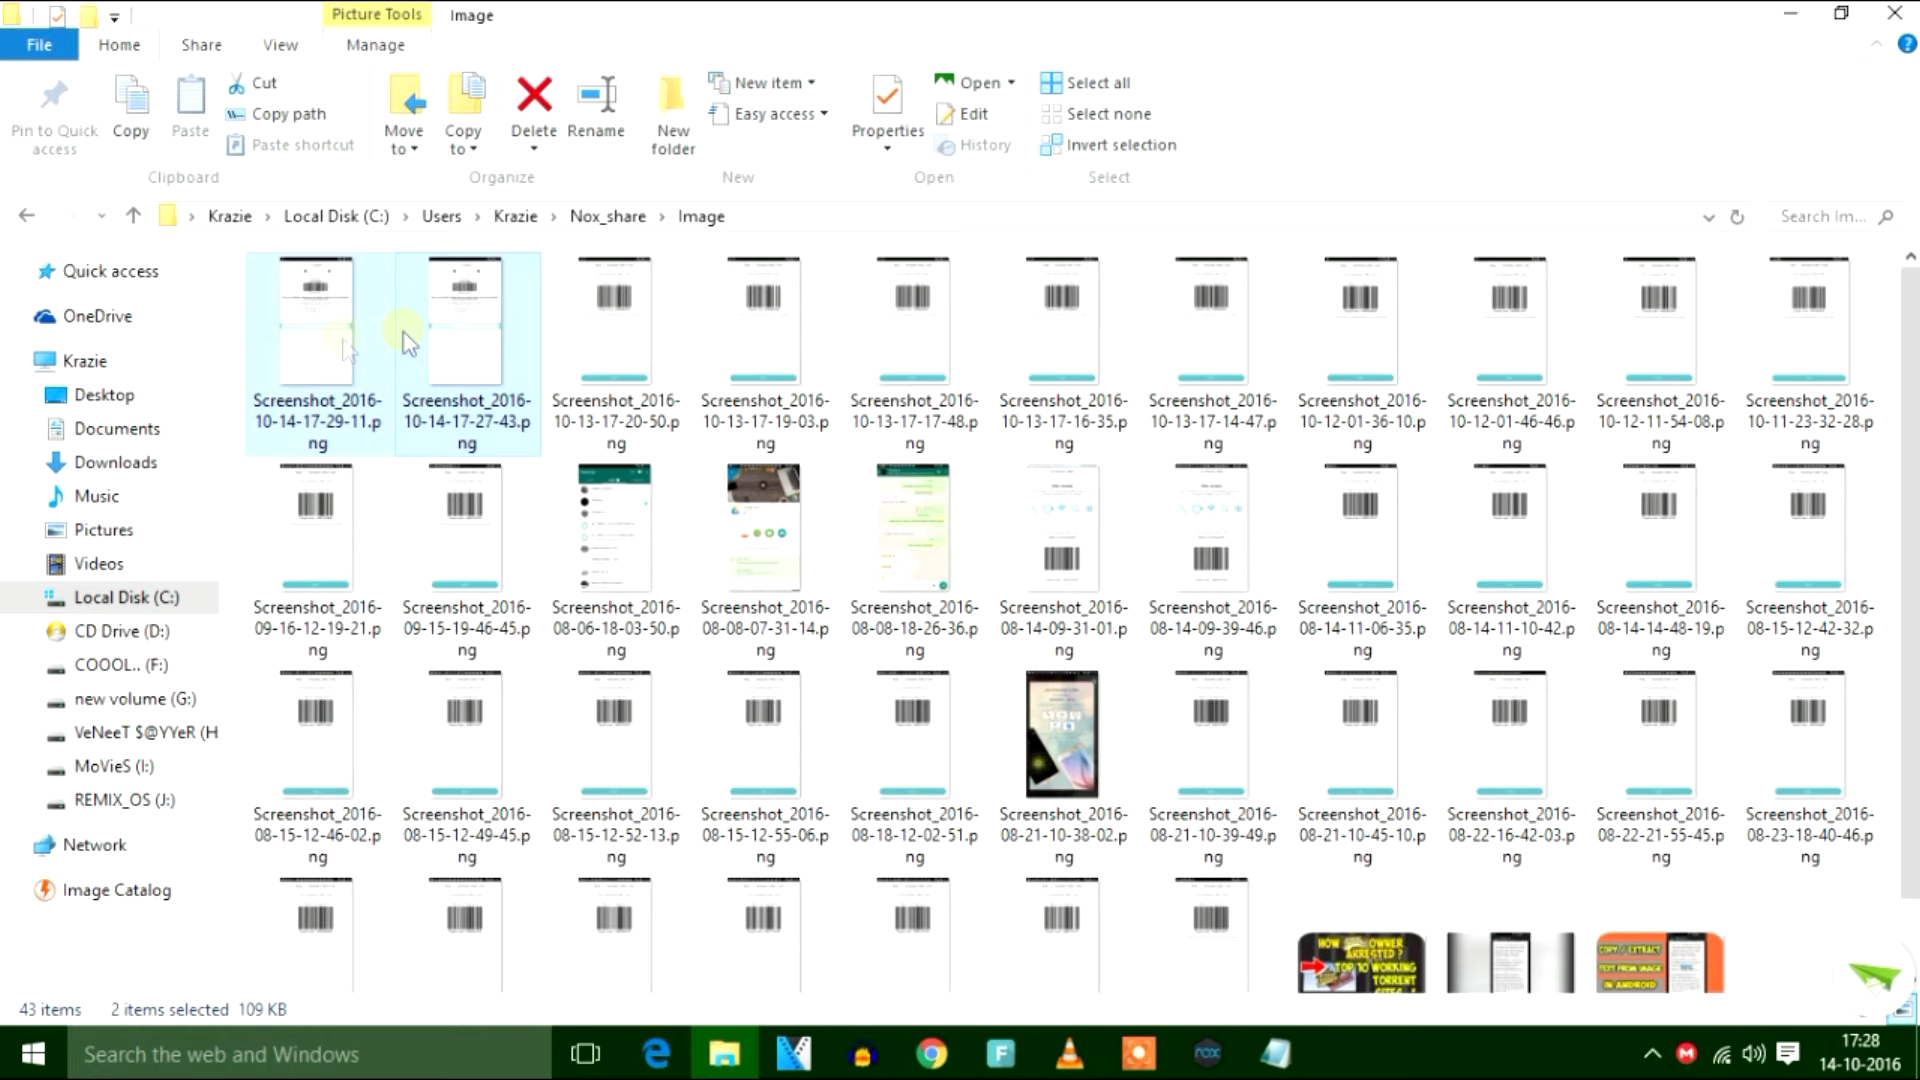 Picture Tools
Image
File
Home
Share
View
Manage
Pin to Quick
access
Copy
Paste
Cut
Copy path
Paste shortcut
Clipboard
Move
to
Copy
to
Delete
Rename
Organize
New
folder
New item
Easy access
New
Properties
Open
Edit
History
Open
Select all
Select none
Invert selection
Select
Krazie › Local Disk (C:) › Users › Krazie › Nox_share › Image
Search Im...
Quick access
OneDrive
Krazie
Desktop
Documents
Downloads
Music
Pictures
Videos
Local Disk (C:)
CD Drive (D:)
COOOL.. (F:)
new volume (G:)
VeNeeT $@YYeR (H
MoVieS (I:)
REMIX_OS (J:)
Network
Image Catalog
Screenshot_2016-10-14-17-29-11.png
Screenshot_2016-10-14-17-27-43.png
Screenshot_2016-10-13-17-20-50.png
Screenshot_2016-10-13-17-19-03.png
Screenshot_2016-10-13-17-17-48.png
Screenshot_2016-10-13-17-16-35.png
Screenshot_2016-10-13-17-14-47.png
Screenshot_2016-10-12-01-36-10.png
Screenshot_2016-10-12-01-46-46.png
Screenshot_2016-10-12-11-54-08.png
Screenshot_2016-10-11-23-32-28.png
Screenshot_2016-09-16-12-19-21.png
Screenshot_2016-09-15-19-46-45.png
Screenshot_2016-08-06-18-03-50.png
Screenshot_2016-08-08-07-31-14.png
Screenshot_2016-08-08-18-26-36.png
Screenshot_2016-08-14-09-31-01.png
Screenshot_2016-08-14-09-39-46.png
Screenshot_2016-08-14-11-06-35.png
Screenshot_2016-08-14-11-10-42.png
Screenshot_2016-08-14-14-48-19.png
Screenshot_2016-08-15-12-42-32.png
Screenshot_2016-08-15-12-46-02.png
Screenshot_2016-08-15-12-49-45.png
Screenshot_2016-08-15-12-52-13.png
Screenshot_2016-08-15-12-55-06.png
Screenshot_2016-08-18-12-02-51.png
Screenshot_2016-08-21-10-38-02.png
Screenshot_2016-08-21-10-39-49.png
Screenshot_2016-08-21-10-45-10.png
Screenshot_2016-08-22-16-42-03.png
Screenshot_2016-08-22-21-55-45.png
Screenshot_2016-08-23-18-40-46.png
HOW OWNER
ARRESTED ?
TOP 10 WORKING
TORRENT
COPY / EXTRACT
TEXT FROM IMAGE
IN ANDROID
43 items
2 items selected 109 KB
Search the web and Windows
nox
17:28
14-10-2016